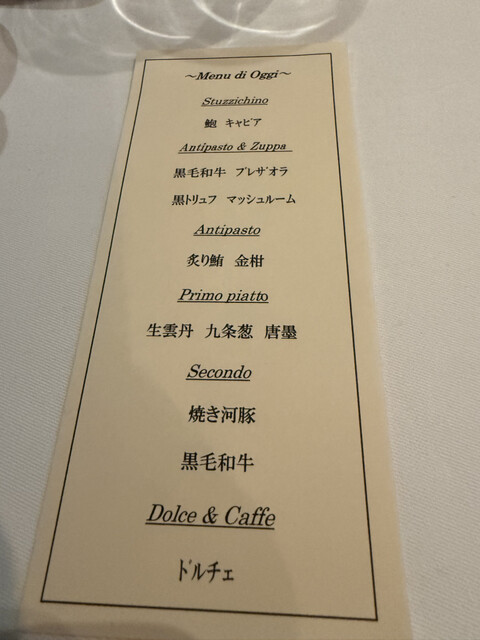 ～Menu di Oggi～
Stuzzichino
鮑 キャビア
Antipasto & Zuppa
黒毛和牛 ブレザオラ
黒トリュフ マッシュルーム
Antipasto
炙り鮪 金柑
Primo piatto
生雲丹 九条葱 唐墨
Secondo
焼き河豚
黒毛和牛
Dolce & Caffe
ドルチェ